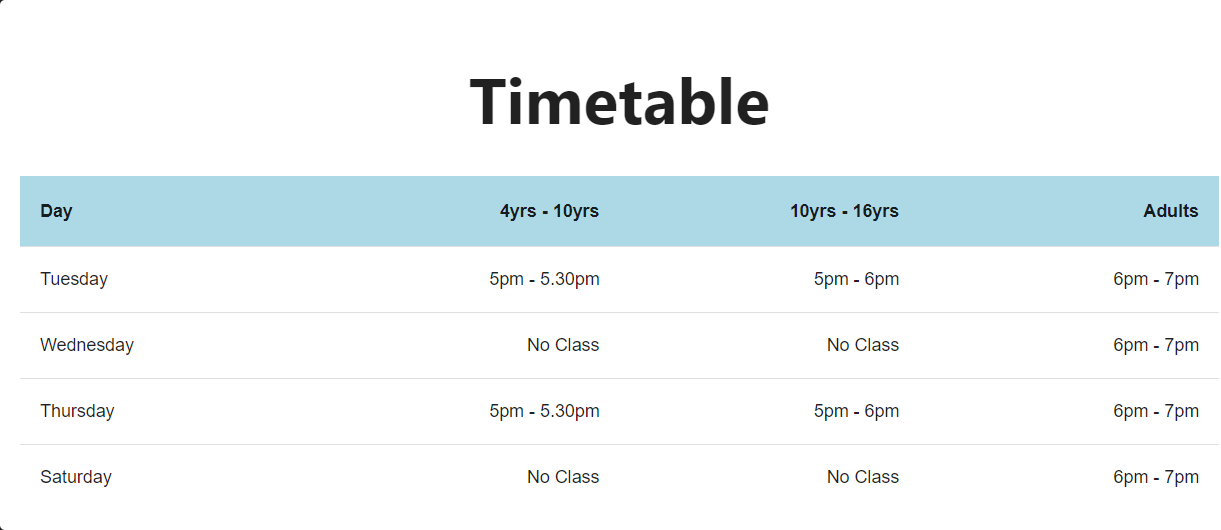 Timetable
Day 4yrs - 10yrs 10yrs - 16yrs Adults
Tuesday 5pm - 5.30pm 5pm - 6pm 6pm - 7pm
Wednesday No Class No Class 6pm - 7pm
Thursday 5pm - 5.30pm 5pm - 6pm 6pm - 7pm
Saturday No Class No Class 6pm - 7pm